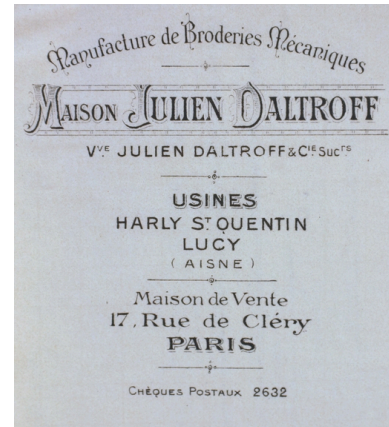 Manufacture de Broderies Mécaniques
MAISON JULIEN DALTROFF
VVE JULIEN DALTROFF & CIE Sucrs
USINES
HARLY ST QUENTIN
LUCY
(AISNE)
Maison de Vente
17, Rue de Cléry
PARIS
CHÈQUES POSTAUX 2632